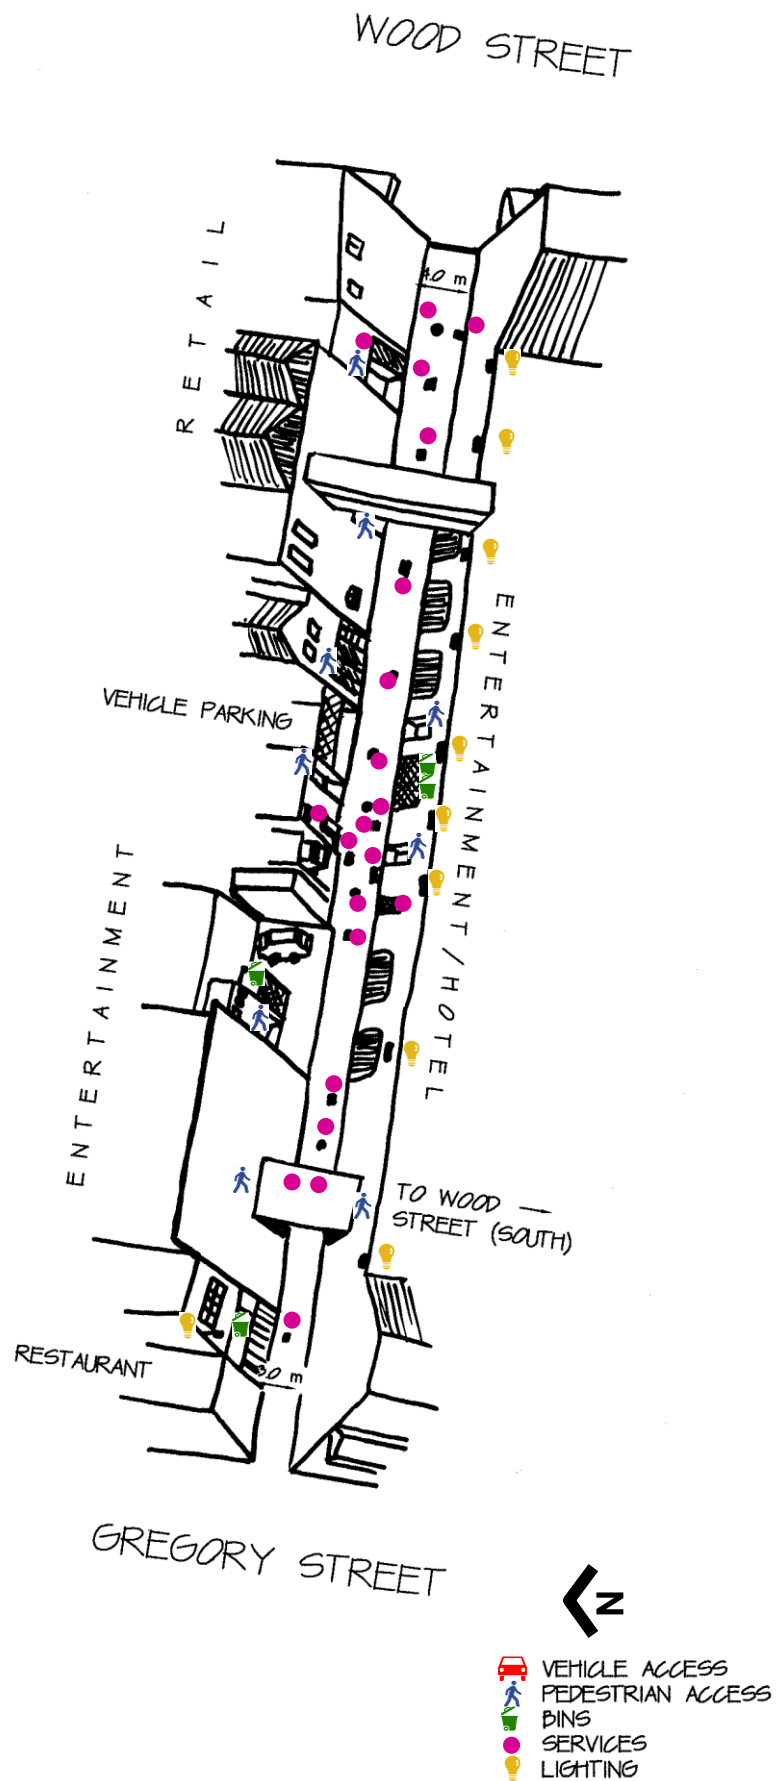 WOOD STREET
4.0 m
RETAIL
VEHICLE PARKING
ENTERTAINMENT/HOTEL
ENTERTAINMENT
TO WOOD
STREET (SOUTH)
RESTAURANT
3.0 m
GREGORY STREET
N
VEHICLE ACCESS
PEDESTRIAN ACCESS
BINS
SERVICES
LIGHTING